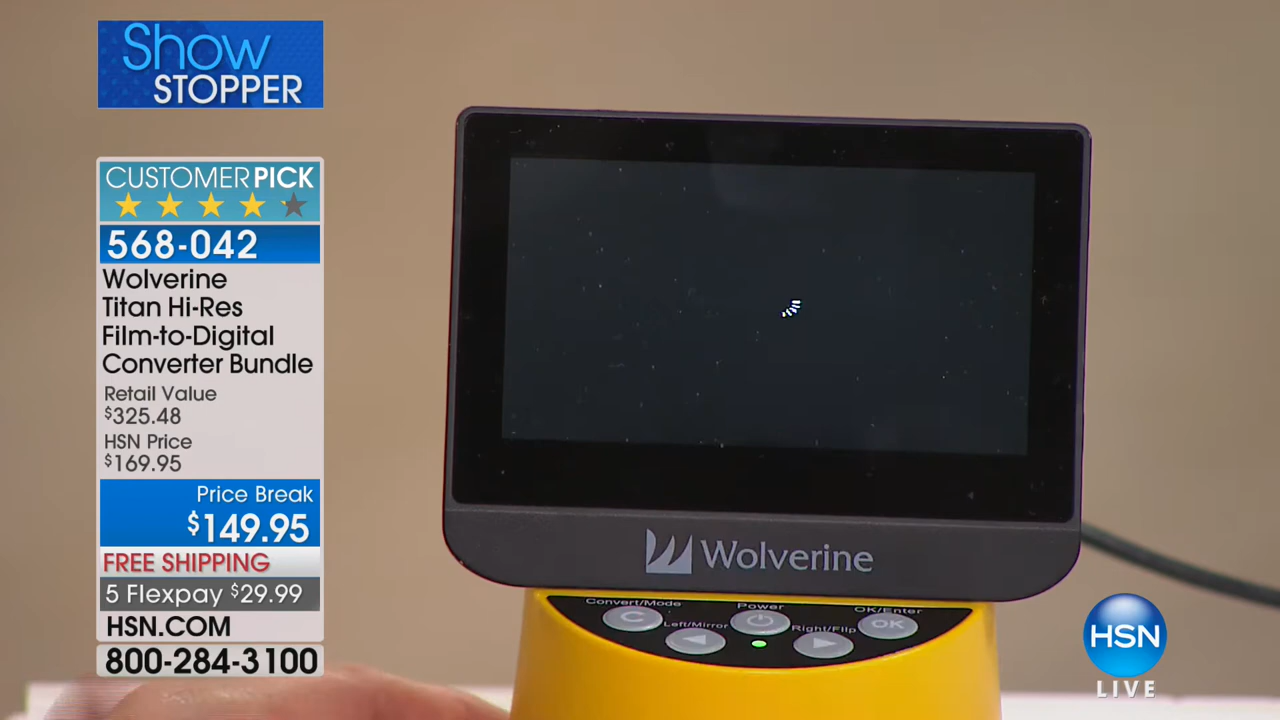 Show
STOPPER
CUSTOMER PICK
568-042
Wolverine
Titan Hi-Res
Film-to-Digital
Converter Bundle
Retail Value
$325.48
HSN Price
$169.95
Price Break
$149.95
FREE SHIPPING
5 Flexpay $29.99
HSN.COM
800-284-3100
Wolverine
Convert/Mode
Power
OK/Enter
C
OK
Left/Mirror
Right/Flip
HSN
LIVE